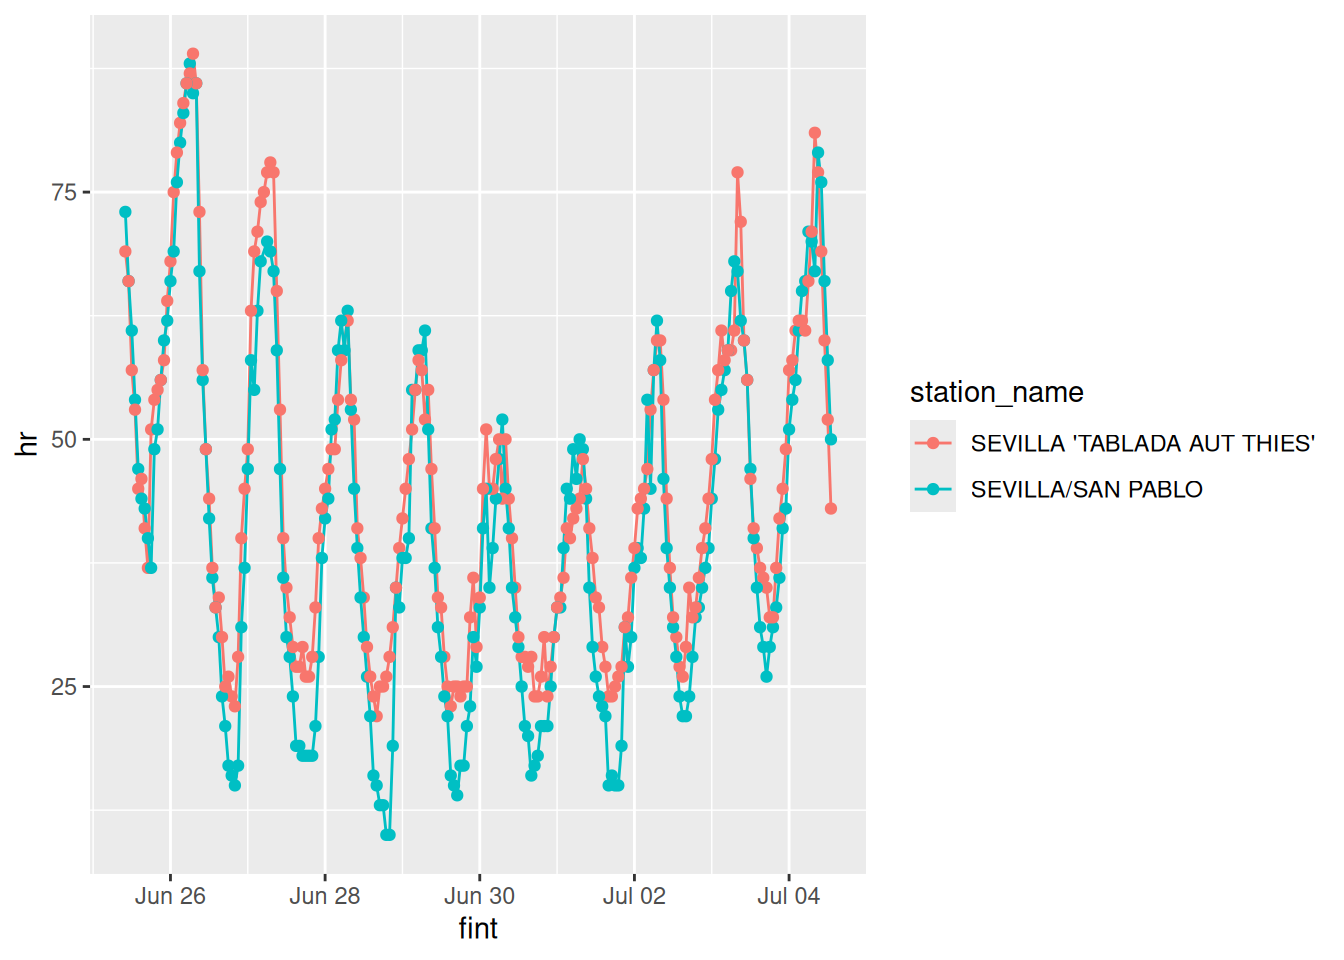 75
50
25
hr
Jun 26
Jun 28
Jun 30
Jul 02
Jul 04
fint
station_name
SEVILLA 'TABLADA AUT THIES'
SEVILLA/SAN PABLO